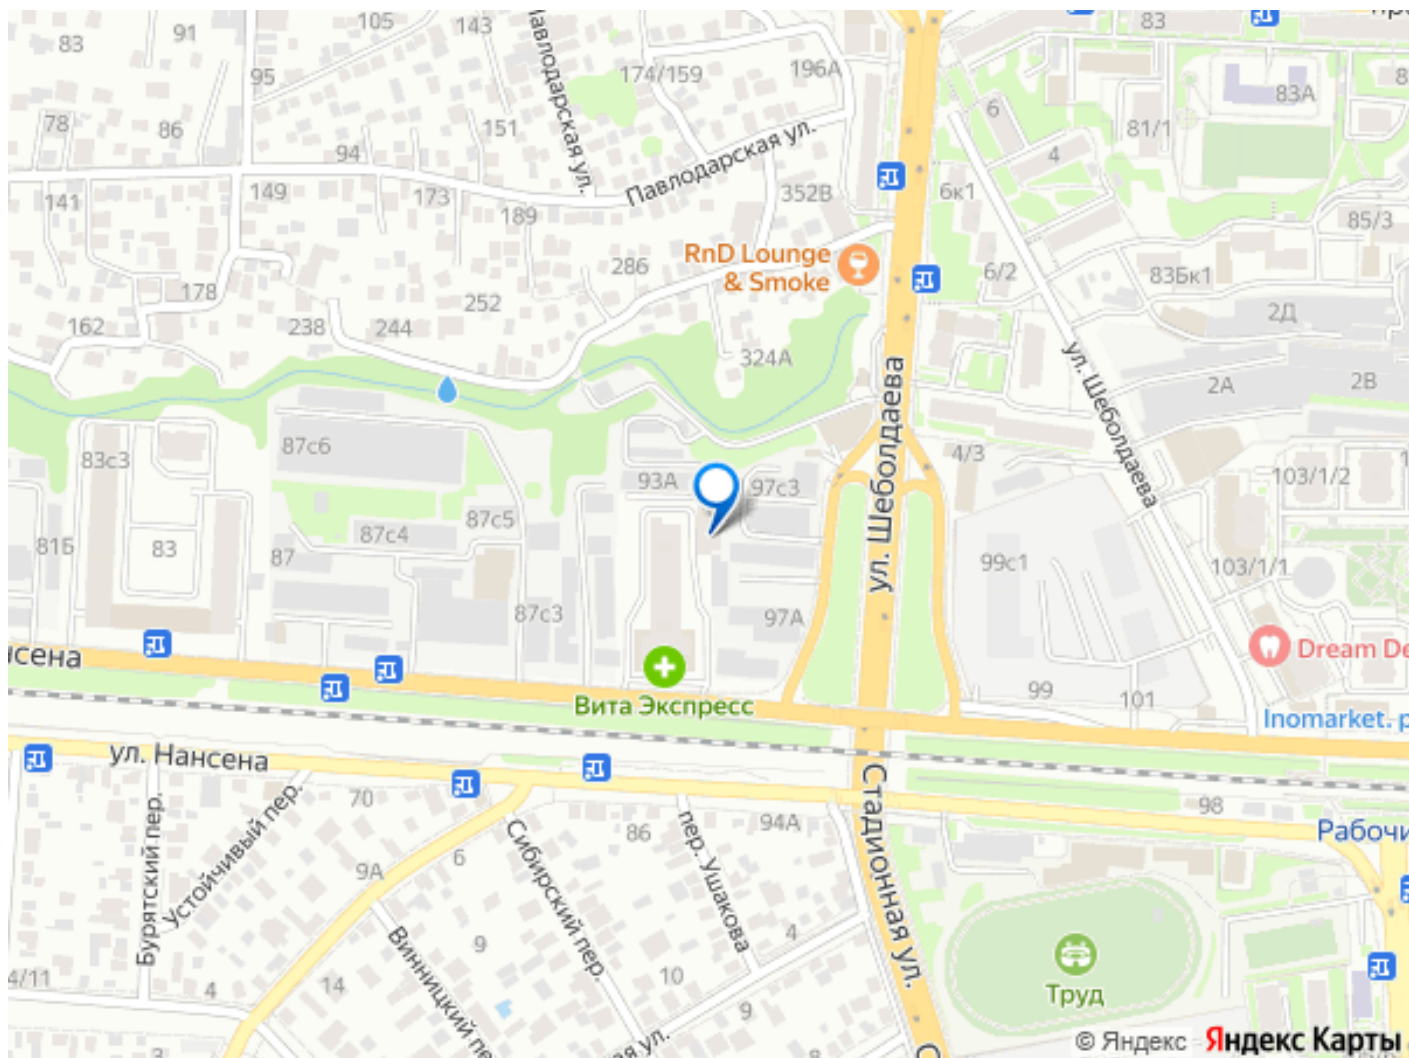 105
143
83
91
83
95
174/159
196А
83А
78
86
151
6
81/1
94
4
Павлодарская ул.
Павлодарская ул.
141
149
173
189
352В
6к1
85/3
RnD Lounge
& Smoke
286
6/2
83Бк1
178
252
2Д
162
238
244
324А
ул. Шеболдаева
2А
2В
87с6
83с3
4/3
ул. Шеболдаева
103/1/2
93А
97с3
87с5
87с4
81Б
83
87
99с1
103/1/1
87с3
97А
Dream De
нсена
99
101
Вита Экспресс
Inomarket. р
ул. Нансена
70
98
Стадионная ул.
86
94А
Рабочи
Бурятский пер.
Устойчивый пер.
6
пер. Ушакова
9А
Сибирский пер.
9
4
Винницкий пе
10
4/11
4
14
9
Труд
ая ул.
3
© Яндекс
Яндекс Карты